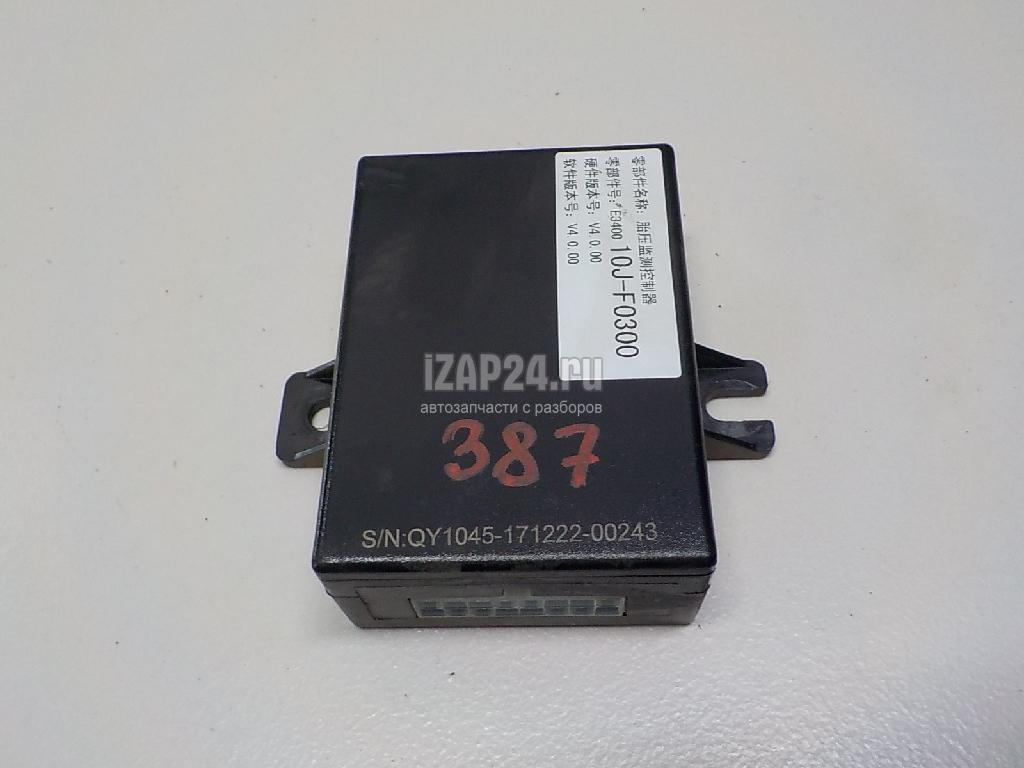 零部件名称：胎压监测控制器
零部件号：*E3400 10J-F0300
硬件版本号：V4.0.00
软件版本号：V4.0.00
iZAP24.ru
автозапчасти с разборов
387
S/N:QY1045-171222-00243